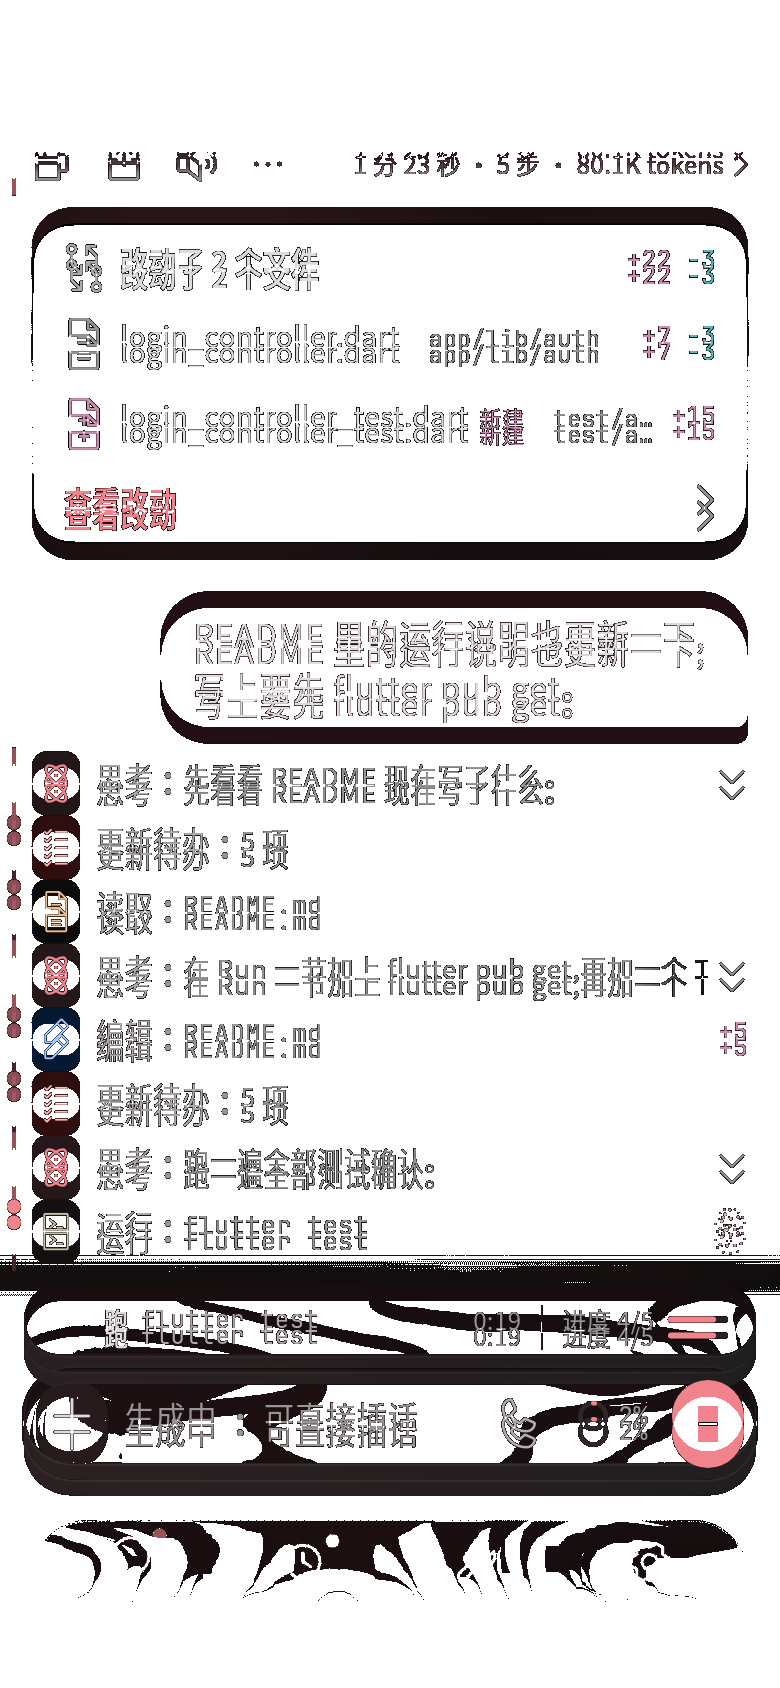 1 分 23 秒 · 5 步 · 80.1K tokens
改动了 2 个文件 +22 -3
login_controller.dart app/lib/auth +7 -3
login_controller_test.dart 新建 test/a… +15
查看改动
README 里的运行说明也更新一下,
写上要先 flutter pub get。
思考：先看看 README 现在写了什么。
更新待办：5 项
读取：README.md
思考：在 Run 一节加上 flutter pub get,再加一个
编辑：README.md +5
更新待办：5 项
思考：跑一遍全部测试确认。
运行：flutter test
跑 flutter test 0:19 进度 4/5
生成中 · 可直接插话 2%